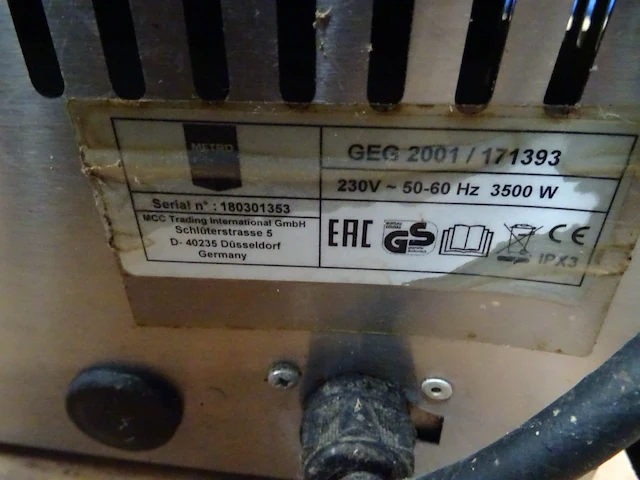 METRO
GEG 2001 / 171393
230V ~ 50-60 Hz 3500 W
Serial n° : 180301353
MCC Trading International GmbH
Schlüterstrasse 5
D- 40235 Düsseldorf
Germany
EAC GS CE
IPX3